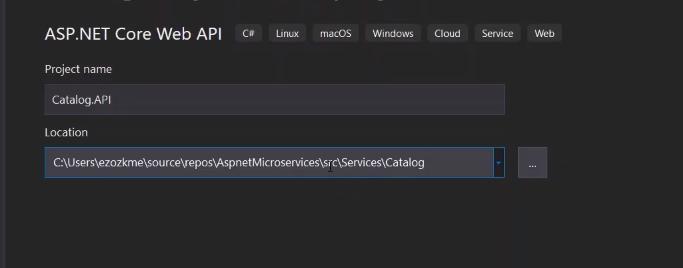 ASP.NET Core Web API C# Linux macOS Windows Cloud Service Web
Project name
Catalog.API
Location
C:\Users\ezozkme\source\repos\AspnetMicroservices\src\Services\Catalog
...